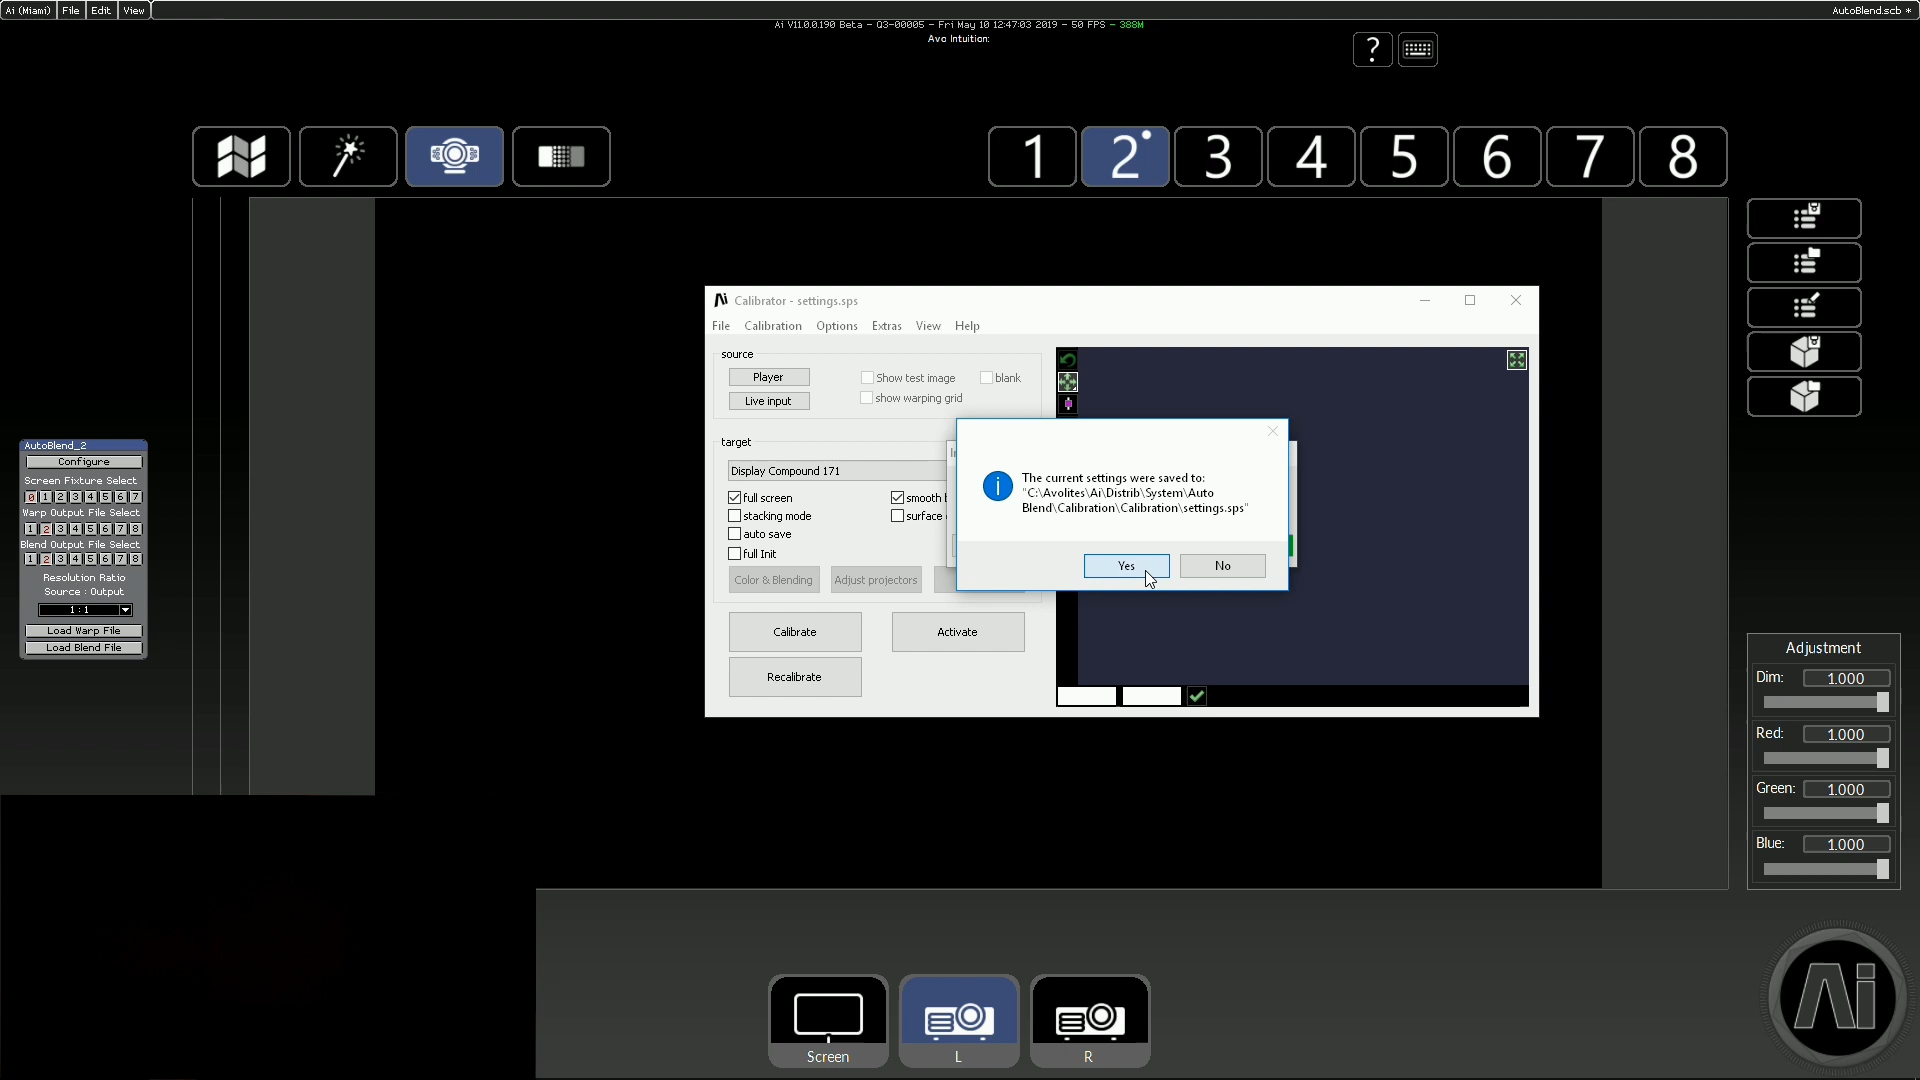 Ai (Miami) File Edit View
AutoBlend.scb *
Ai V11.0.0.190 Beta - Q3-00005 - Fri May 10 12:47:03 2019 - 50 FPS - 388M
Avo Intuition:
?
1 2 3 4 5 6 7 8
Calibrator - settings.sps
File Calibration Options Extras View Help
source
Player
Show test image
blank
Live input
show warping grid
target
Display Compound 171
full screen
smooth
stacking mode
surface
auto save
full Init
Color & Blending
Adjust projectors
Calibrate
Activate
Recalibrate
The current settings were saved to:
"C:\Avolites\Ai\Distrib\System\Auto
Blend\Calibration\Calibration\settings.sps"
Yes
No
AutoBlend_2
Configure
Screen Fixture Select
0 1 2 3 4 5 6 7
Warp Output File Select
1 2 3 4 5 6 7 8
Blend Output File Select
1 2 3 4 5 6 7 8
Resolution Ratio
Source : Output
1 : 1
Load Warp File
Load Blend File
Adjustment
Dim: 1.000
Red: 1.000
Green: 1.000
Blue: 1.000
Screen
L
R
Ai